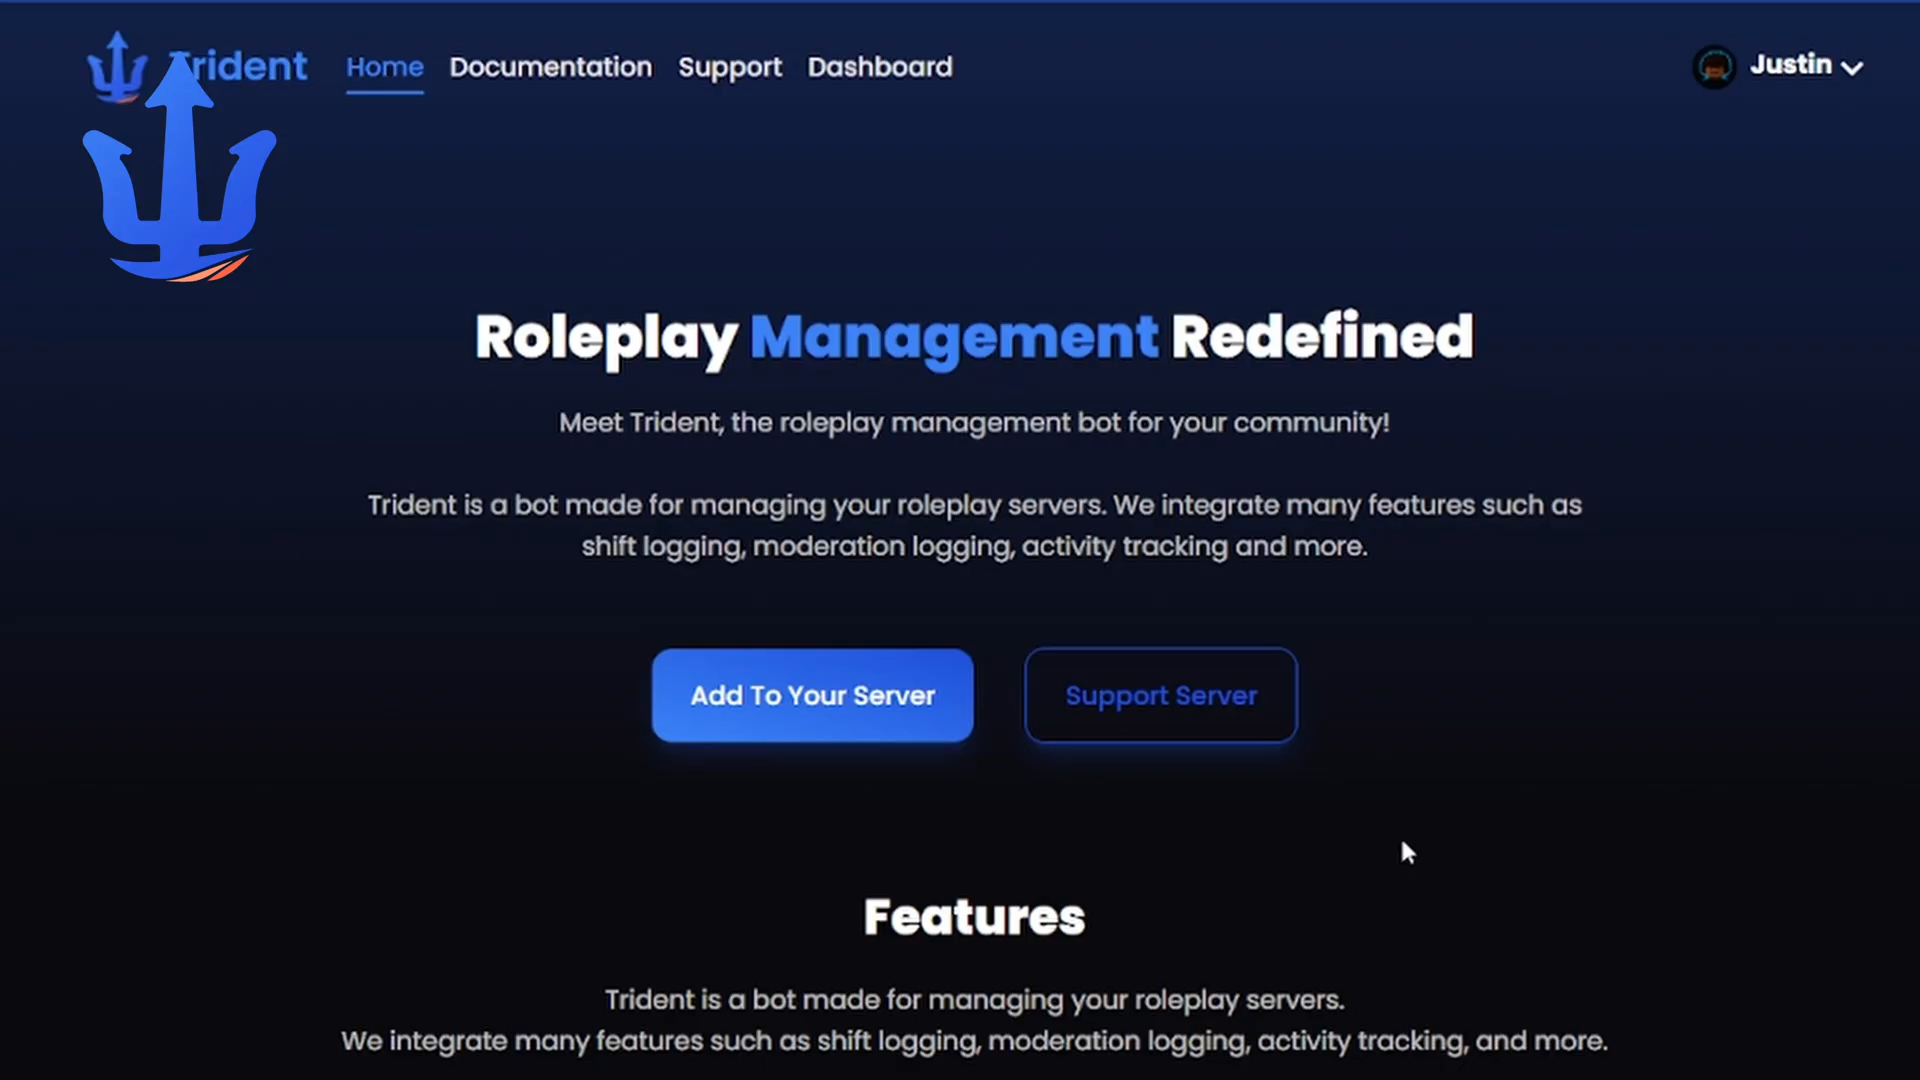 Trident Home Documentation Support Dashboard Justin
Roleplay Management Redefined
Meet Trident, the roleplay management bot for your community!
Trident is a bot made for managing your roleplay servers. We integrate many features such as
shift logging, moderation logging, activity tracking and more.
Add To Your Server Support Server
Features
Trident is a bot made for managing your roleplay servers.
We integrate many features such as shift logging, moderation logging, activity tracking, and more.